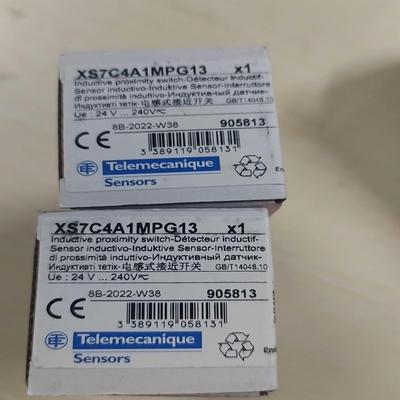 XS7C4A1MPG13 x1
Inductive proximity switch-Détecteur inductif-
Sensor inductivo-Induktive Sensor-Interruttore
di prossimità induttivo-Индуктивный датчик-
Индуктивті тетік-电感式接近开关 GB/T14048.10
Ue : 24 V ... 240V
8B-2022-W38 905813
CE
3 389119 058131
Telemecanique
Sensors
XS7C4A1MPG13 x1
Inductive proximity switch-Détecteur inductif-
Sensor inductivo-Induktive Sensor-Interruttore
di prossimità induttivo-Индуктивный датчик-
Индуктивті тетік-电感式接近开关 GB/T14048.10
Ue : 24 V ... 240V
8B-2022-W38 905813
CE
3 389119 058131
Telemecanique
Sensors